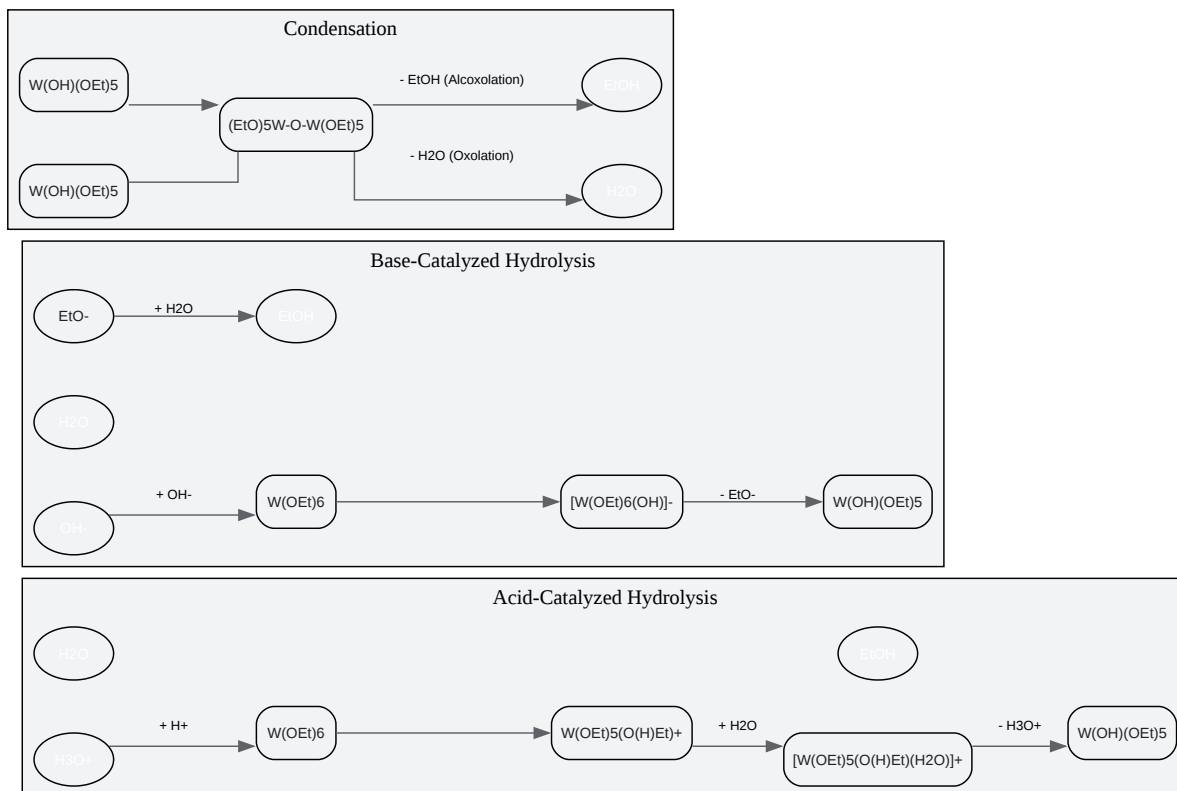 Condensation
W(OH)(OEt)5
- EtOH (Alcoxolation)
EtOH
(EtO)5W-O-W(OEt)5
- H2O (Oxolation)
W(OH)(OEt)5
H2O
Base-Catalyzed Hydrolysis
EtO-
+ H2O
EtOH
H2O
+ OH-
OH-
W(OEt)6
[W(OEt)6(OH)]-
- EtO-
W(OH)(OEt)5
Acid-Catalyzed Hydrolysis
H2O
EtOH
+ H+
H3O+
W(OEt)6
W(OEt)5(O(H)Et)+
+ H2O
[W(OEt)5(O(H)Et)(H2O)]+
- H3O+
W(OH)(OEt)5